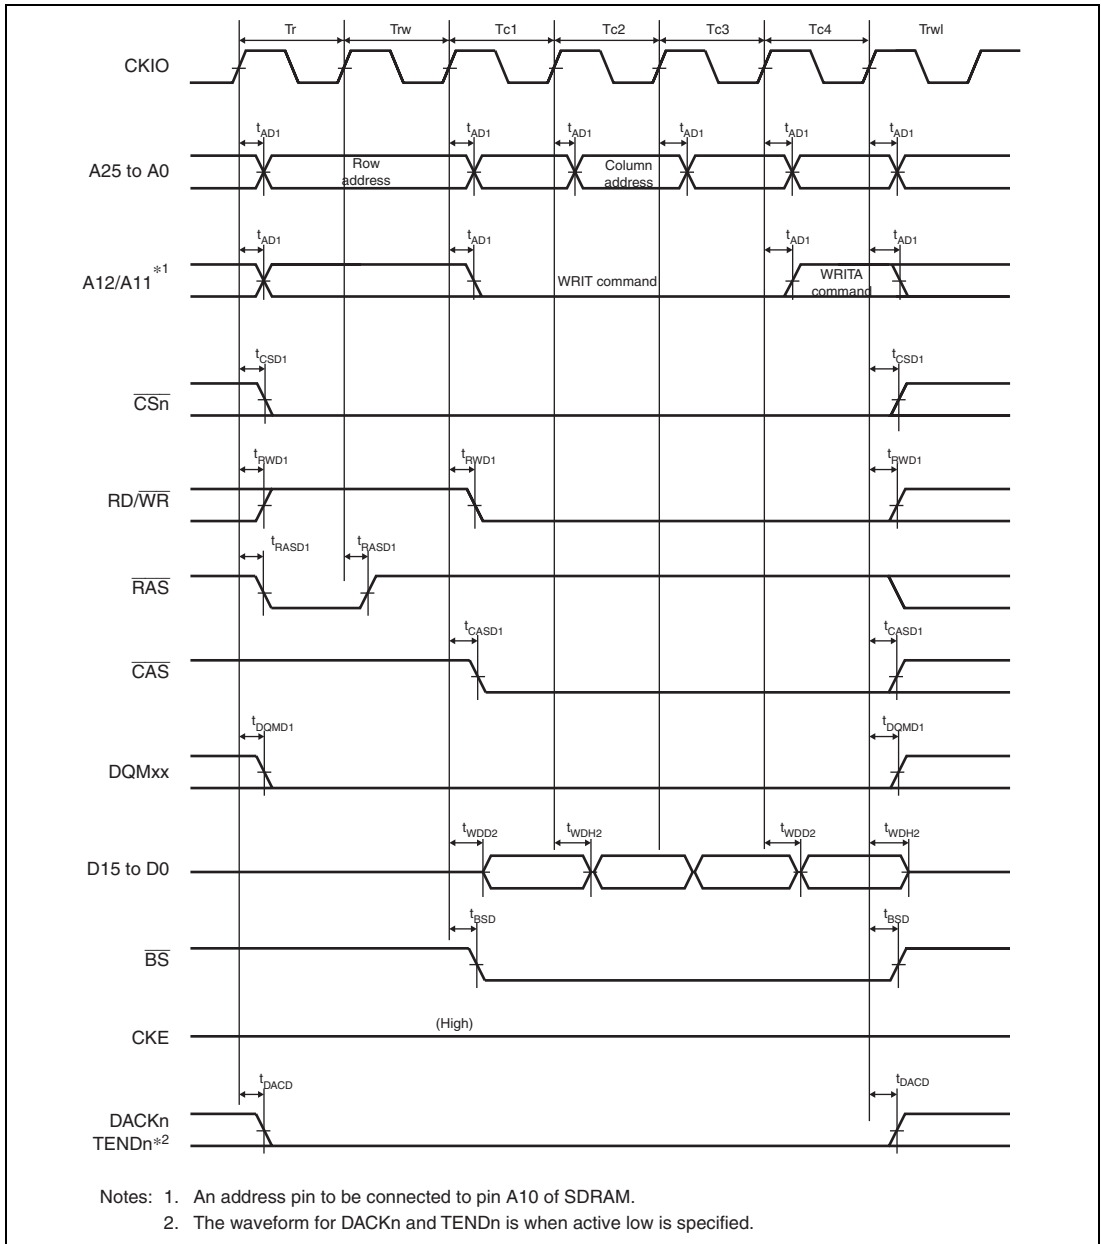 Tr Trw Tc1 Tc2 Tc3 Tc4 Trwl
CKIO
tAD1 tAD1 tAD1 tAD1 tAD1 tAD1
A25 to A0
Row
address
Column
address
tAD1 tAD1 tAD1 tAD1
A12/A11*1
WRIT command
WRITA
command
tCSD1 tCSD1
CSn
tRWD1 tRWD1 tRWD1
RD/WR
tRASD1 tRASD1
RAS
tCASD1 tCASD1
CAS
tDQMD1 tDQMD1
DQMxx
tWDD2 tWDH2 tWDD2 tWDH2
D15 to D0
tBSD tBSD
BS
(High)
CKE
tDACD tDACD
DACKn
TENDn*2
Notes: 1. An address pin to be connected to pin A10 of SDRAM.
2. The waveform for DACKn and TENDn is when active low is specified.